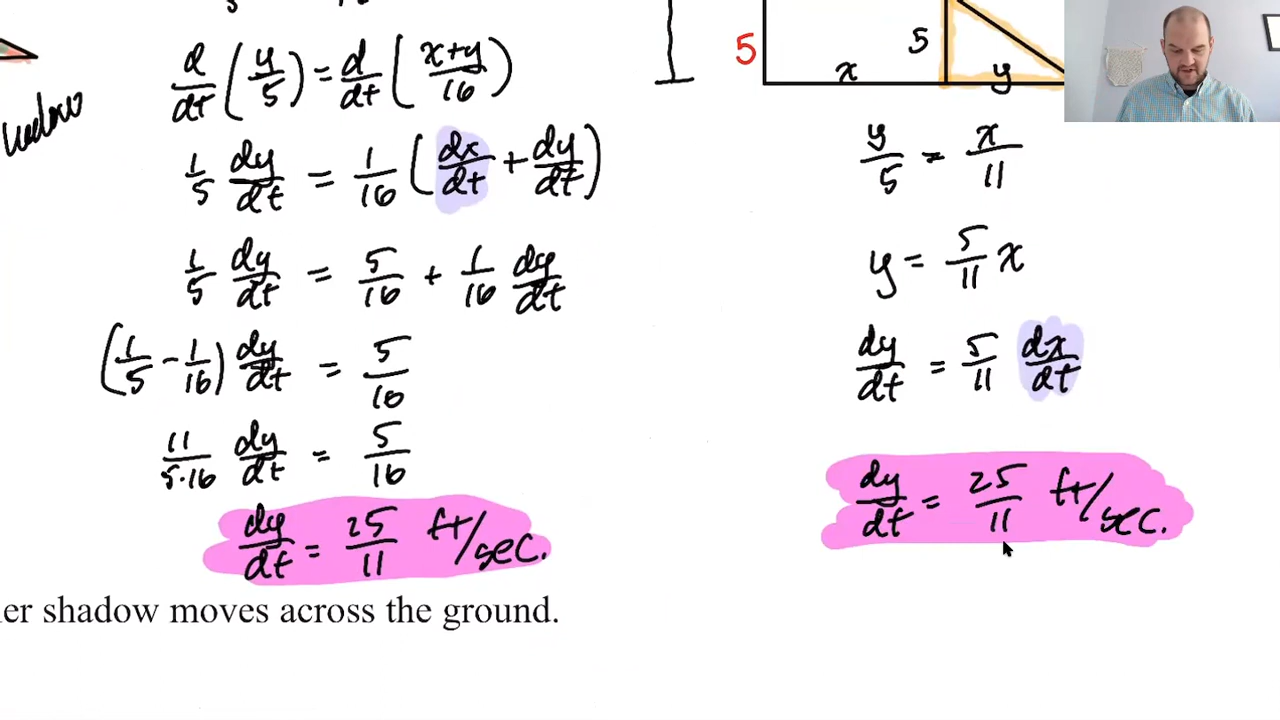 d/dt (y/5) = d/dt ((x+y)/16)
1/5 dy/dt = 1/16 (dx/dt + dy/dt)
1/5 dy/dt = 5/16 + 1/16 dy/dt
(1/5 - 1/16) dy/dt = 5/16
11/5·16 dy/dt = 5/16
dy/dt = 25/11 ft/sec.
er shadow moves across the ground.
5
5
x
y
y/5 = x/11
y = 5/11 x
dy/dt = 5/11 dx/dt
dy/dt = 25/11 ft/sec.